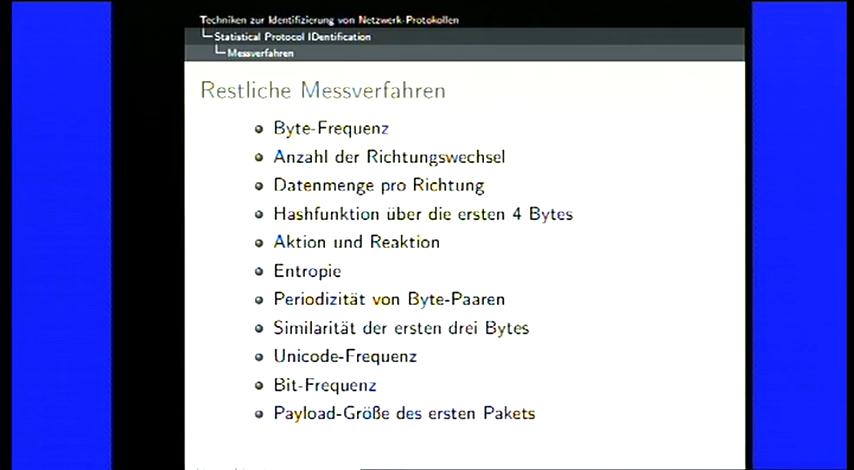 Techniken zur Identifizierung von Netzwerk-Protokollen
Statistical Protocol IDentification
Messverfahren
Restliche Messverfahren
Byte-Frequenz
Anzahl der Richtungswechsel
Datenmenge pro Richtung
Hashfunktion über die ersten 4 Bytes
Aktion und Reaktion
Entropie
Periodizität von Byte-Paaren
Similarität der ersten drei Bytes
Unicode-Frequenz
Bit-Frequenz
Payload-Größe des ersten Pakets